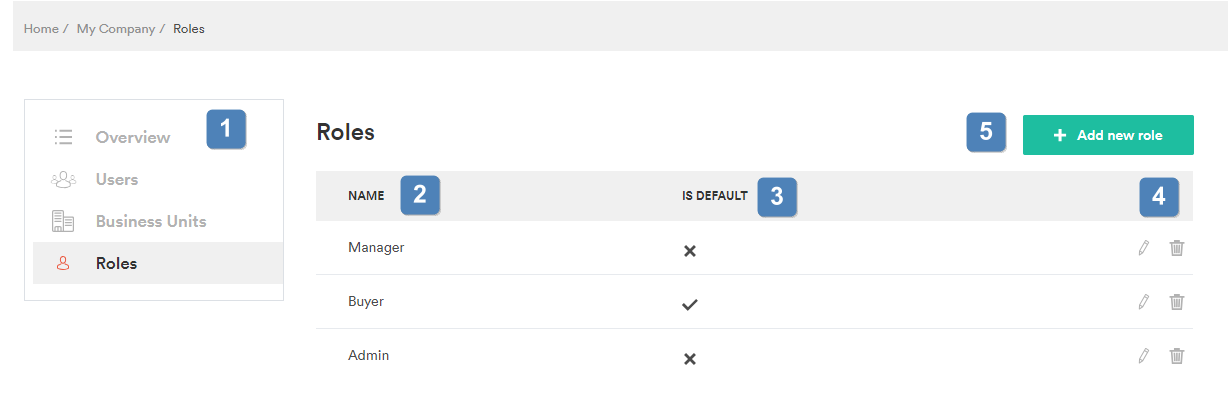 Home / My Company / Roles
Overview 1
Users
Business Units
Roles
Roles
5 + Add new role
NAME 2 IS DEFAULT 3 4
Manager
Buyer
Admin